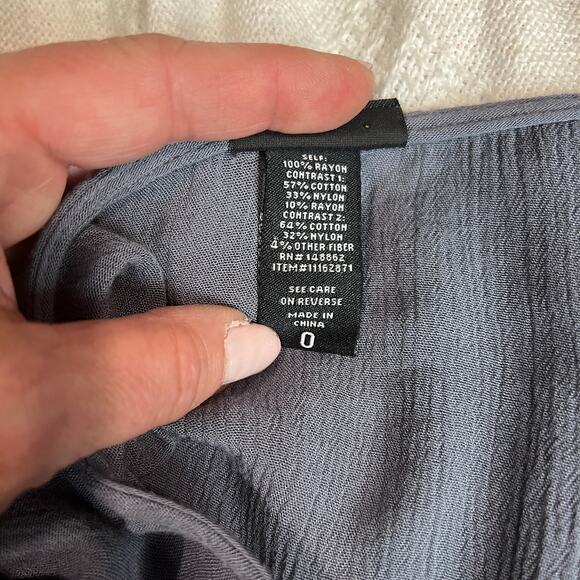 SELF:
100% RAYON
CONTRAST 1:
57% COTTON
33% NYLON
10% RAYON
CONTRAST 2:
64% COTTON
32% NYLON
4% OTHER FIBER
RN# 148862
ITEM#11162871
SEE CARE
ON REVERSE
MADE IN
CHINA
0